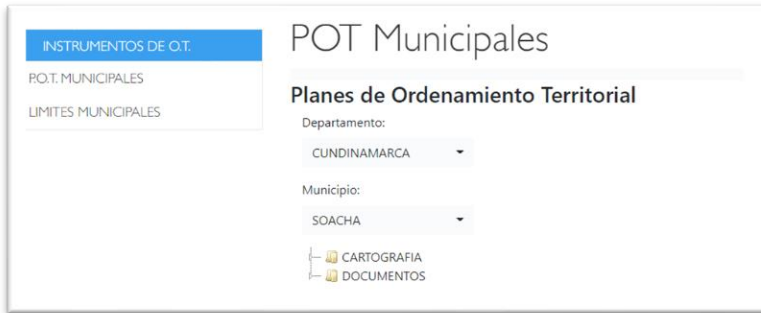 INSTRUMENTOS DE O.T.
P.O.T. MUNICIPALES
LIMITES MUNICIPALES
POT Municipales
Planes de Ordenamiento Territorial
Departamento:
CUNDINAMARCA
Municipio:
SOACHA
CARTOGRAFIA
DOCUMENTOS